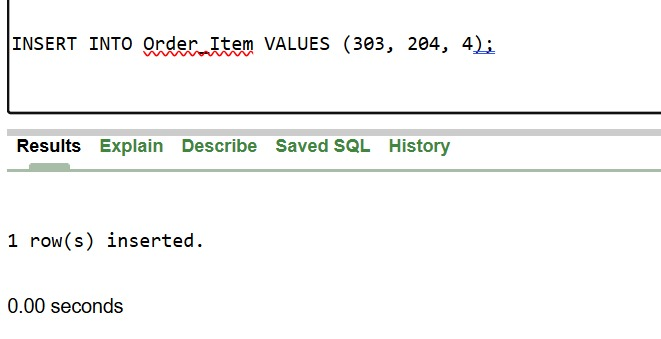 INSERT INTO Order_Item VALUES (303, 204, 4);
Results Explain Describe Saved SQL History
1 row(s) inserted.
0.00 seconds